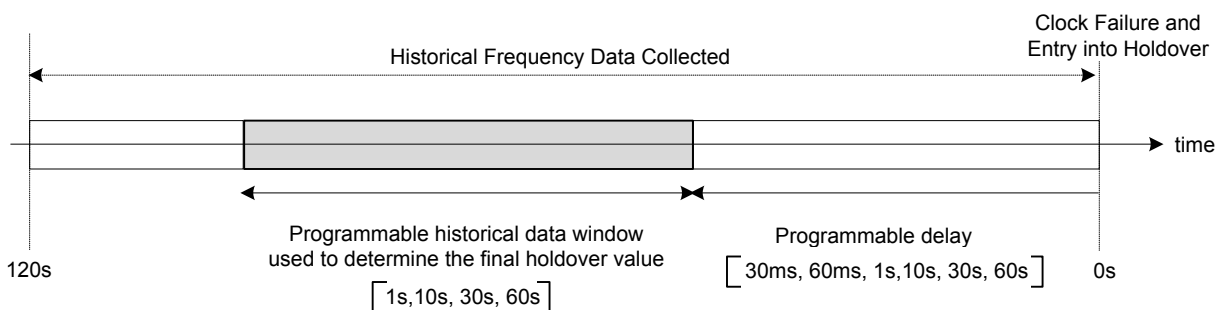 Clock Failure and
Entry into Holdover
Historical Frequency Data Collected
time
Programmable historical data window
used to determine the final holdover value
[1s,10s, 30s, 60s]
Programmable delay
[30ms, 60ms, 1s,10s, 30s, 60s]
120s
0s